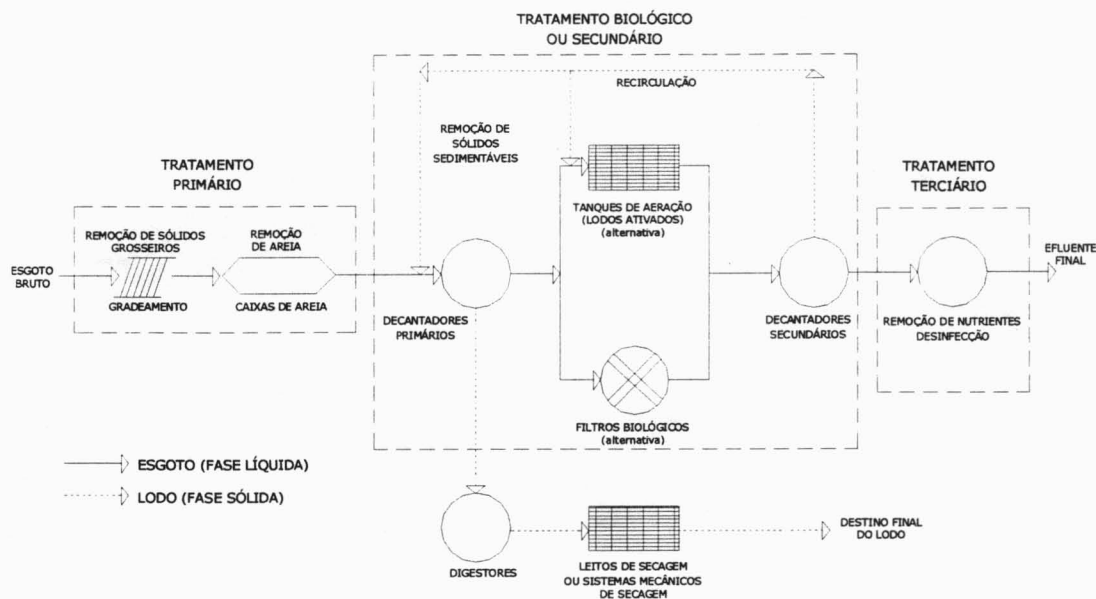 TRATAMENTO BIOLÓGICO
OU SECUNDÁRIO
RECIRCULAÇÃO
REMOÇÃO DE
SÓLIDOS
SEDIMENTÁVEIS
TRATAMENTO
PRIMÁRIO
TRATAMENTO
TERCIÁRIO
REMOÇÃO DE SÓLIDOS
GROSSEIROS
REMOÇÃO
DE AREIA
TANQUES DE AERAÇÃO
(LODOS ATIVADOS)
(alternativa)
ESGOTO
BRUTO
EFLUENTE
FINAL
GRADEAMENTO
CAIXAS DE AREIA
DECANTADORES
PRIMÁRIOS
DECANTADORES
SECUNDÁRIOS
REMOÇÃO DE NUTRIENTES
DESINFECÇÃO
FILTROS BIOLÓGICOS
(alternativa)
ESGOTO (FASE LÍQUIDA)
LODO (FASE SÓLIDA)
DESTINO FINAL
DO LODO
DIGESTORES
LEITOS DE SECAGEM
OU SISTEMAS MECÂNICOS
DE SECAGEM